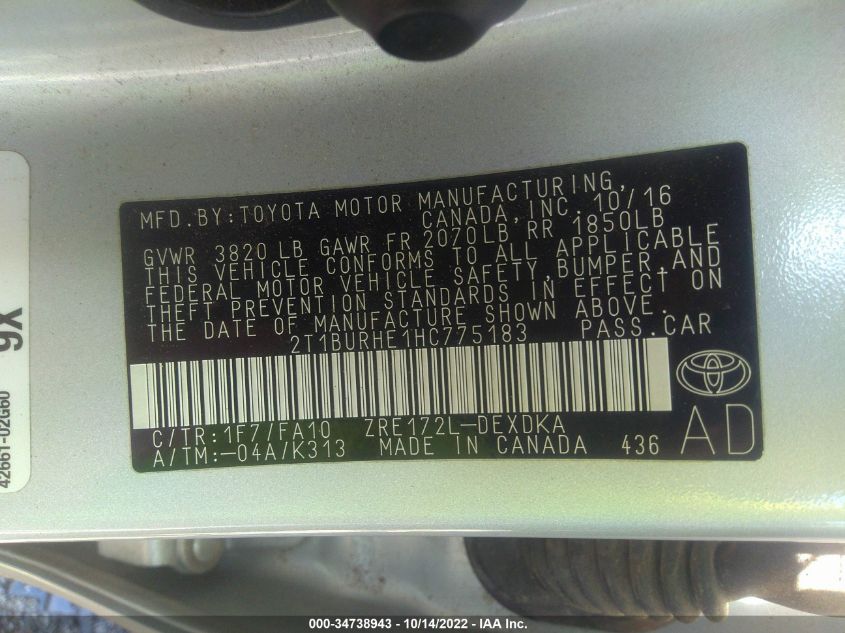 MFD.BY:TOYOTA MOTOR MANUFACTURING,
CANADA, INC. 10/16
GVWR 3820 LB GAWR FR 2070LB RR 1850LB
THIS VEHICLE CONFORMS TO ALL APPLICABLE
FEDERAL MOTOR VEHICLE SAFETY, BUMPER, AND
THEFT PREVENTION STANDARDS IN EFFECT ON
THE DATE OF MANUFACTURE SHOWN ABOVE.
2T1BURHE1HC775183 PASS.CAR
C/TR:1F7/FA10 ZRE172L-DEXDKA
A/TM:-04A/K313 MADE IN CANADA 436
AD
42661-02G60
9X
000-34738943 - 10/14/2022 - IAA Inc.